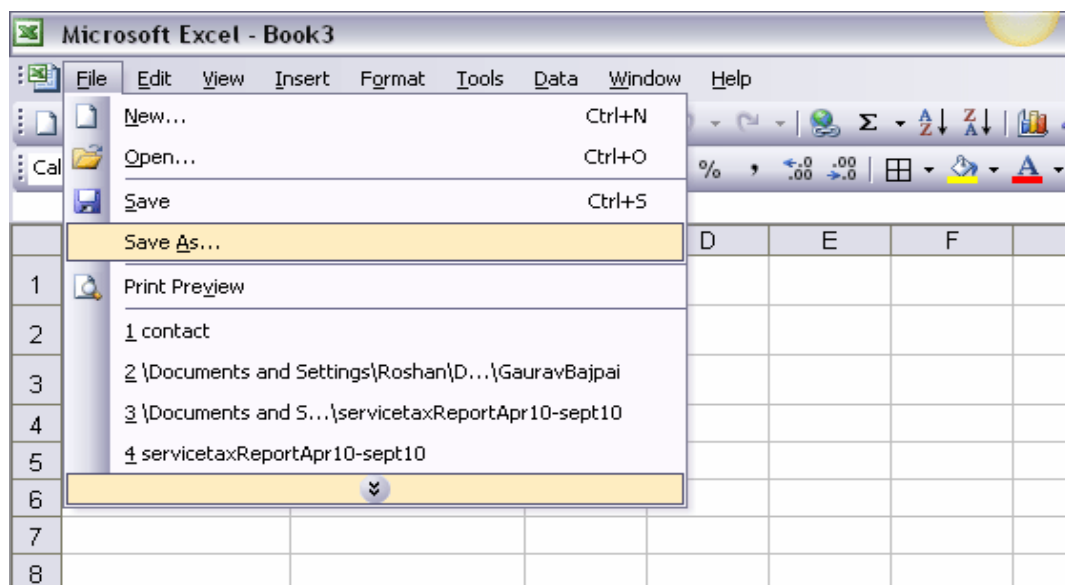 Microsoft Excel - Book3
File Edit View Insert Format Tools Data Window Help
New... Ctrl+N
Open... Ctrl+O
Cal % , .00 .00
Save Ctrl+S
Save As...
D E F
Print Preview
1 contact
2 \Documents and Settings\Roshan\D...\GauravBajpai
3 \Documents and S...\servicetaxReportApr10-sept10
4 servicetaxReportApr10-sept10
1
2
3
4
5
6
7
8